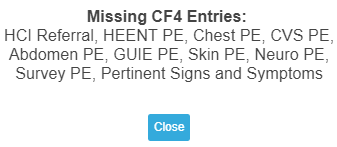 Missing CF4 Entries:
HCI Referral, HEENT PE, Chest PE, CVS PE,
Abdomen PE, GUIE PE, Skin PE, Neuro PE,
Survey PE, Pertinent Signs and Symptoms
Close